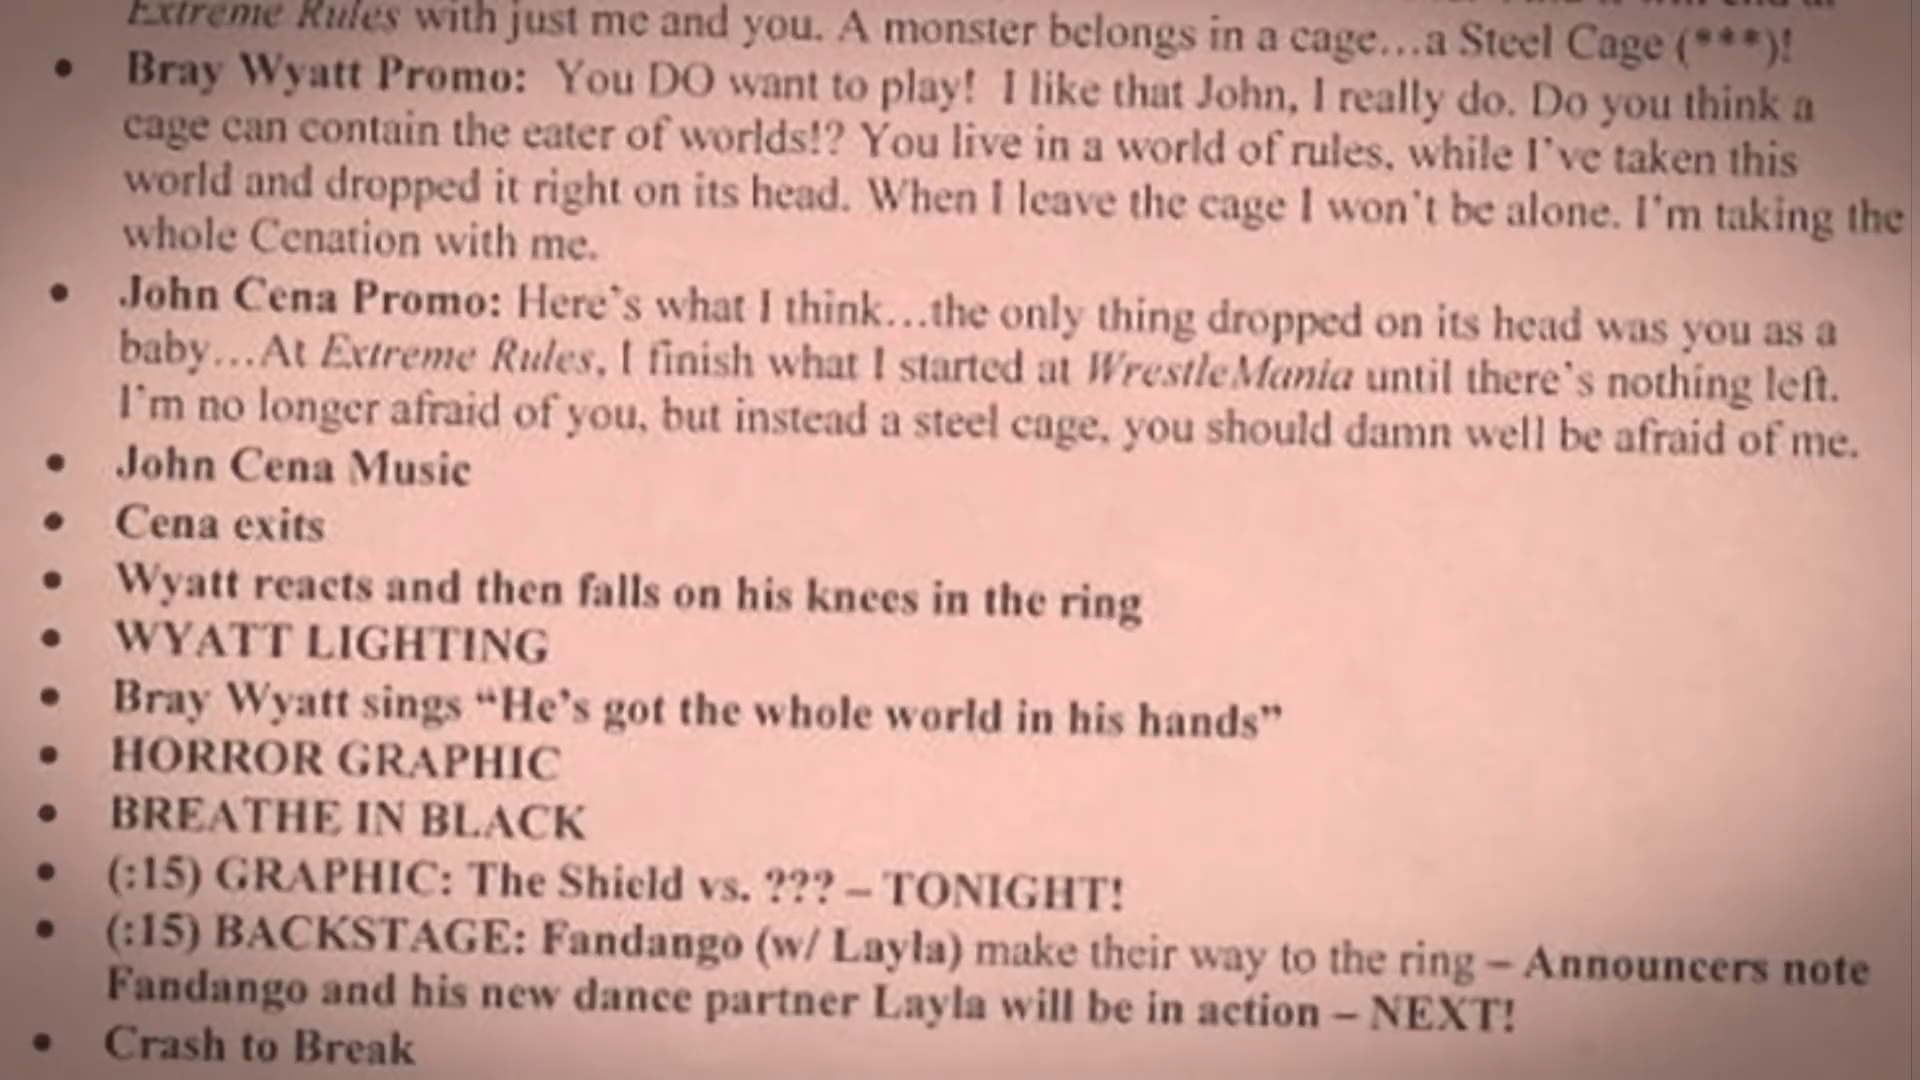 Extreme Rules with just me and you. A monster belongs in a cage...a Steel Cage (***)!
• Bray Wyatt Promo: You DO want to play! I like that John, I really do. Do you think a
cage can contain the eater of worlds!? You live in a world of rules, while I've taken this
world and dropped it right on its head. When I leave the cage I won't be alone. I'm taking the
whole Cenation with me.
• John Cena Promo: Here's what I think...the only thing dropped on its head was you as a
baby...At Extreme Rules, I finish what I started at WrestleMania until there's nothing left.
I'm no longer afraid of you, but instead a steel cage, you should damn well be afraid of me.
• John Cena Music
• Cena exits
• Wyatt reacts and then falls on his knees in the ring
• WYATT LIGHTING
• Bray Wyatt sings "He's got the whole world in his hands"
• HORROR GRAPHIC
• BREATHE IN BLACK
• (:15) GRAPHIC: The Shield vs. ??? – TONIGHT!
• (:15) BACKSTAGE: Fandango (w/ Layla) make their way to the ring – Announcers note
Fandango and his new dance partner Layla will be in action – NEXT!
• Crash to Break